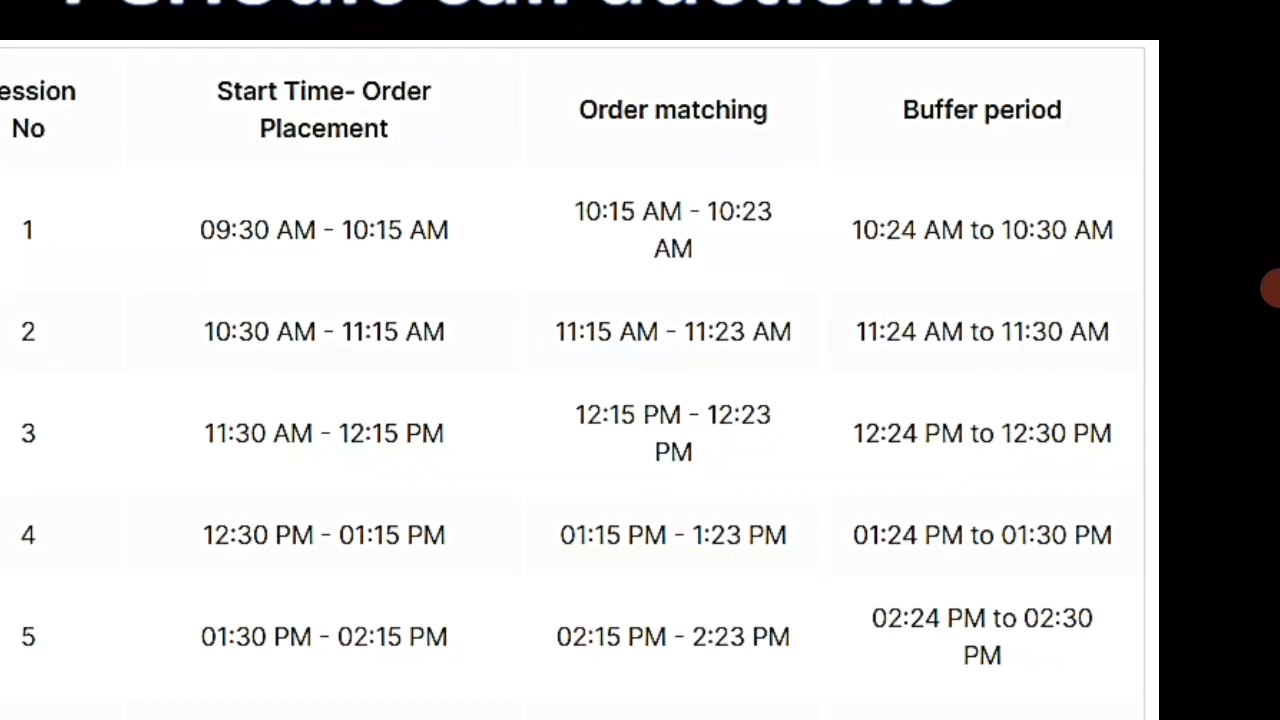 Start Time- Order
Placement
Order matching
Buffer period
No
1
09:30 AM - 10:15 AM
10:15 AM - 10:23
AM
10:24 AM to 10:30 AM
2
10:30 AM - 11:15 AM
11:15 AM - 11:23 AM
11:24 AM to 11:30 AM
3
11:30 AM - 12:15 PM
12:15 PM - 12:23
PM
12:24 PM to 12:30 PM
4
12:30 PM - 01:15 PM
01:15 PM - 1:23 PM
01:24 PM to 01:30 PM
5
01:30 PM - 02:15 PM
02:15 PM - 2:23 PM
02:24 PM to 02:30
PM